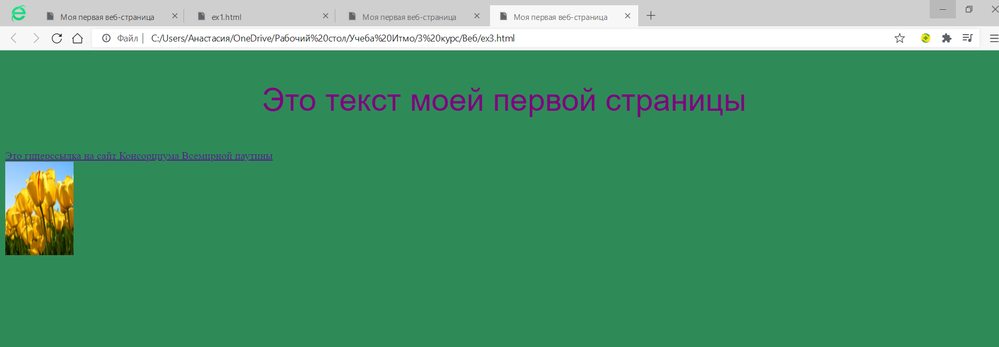 Моя первая веб-страница
ex1.html
Моя первая веб-страница
Моя первая веб-страница
Файл | C:/Users/Анастасия/OneDrive/Рабочий%20стол/Учеба%20Итмо/3%20курс/Веб/ex3.html
Это текст моей первой страницы
Это гиперссылка на сайт Консорциума Всемирной паутины